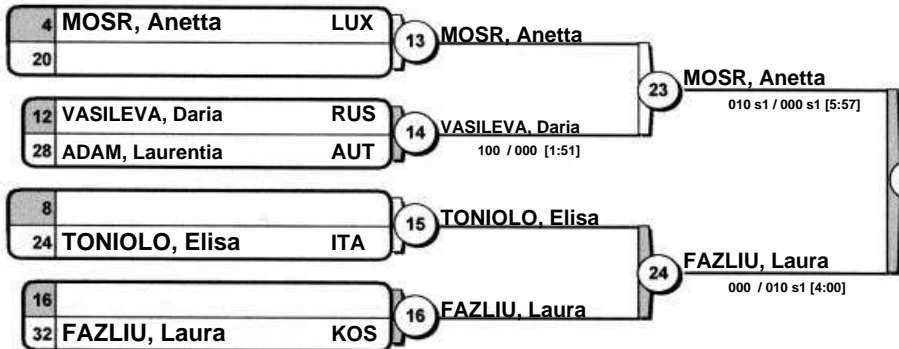 4 MOSR, Anetta LUX
20
13 MOSR, Anetta
12 VASILEVA, Daria RUS
28 ADAM, Laurentia AUT
14 VASILEVA, Daria
100 / 000 [1:51]
23 MOSR, Anetta
010 s1 / 000 s1 [5:57]
8
24 TONIOLO, Elisa ITA
15 TONIOLO, Elisa
16
32 FAZLIU, Laura KOS
16 FAZLIU, Laura
24 FAZLIU, Laura
000 / 010 s1 [4:00]